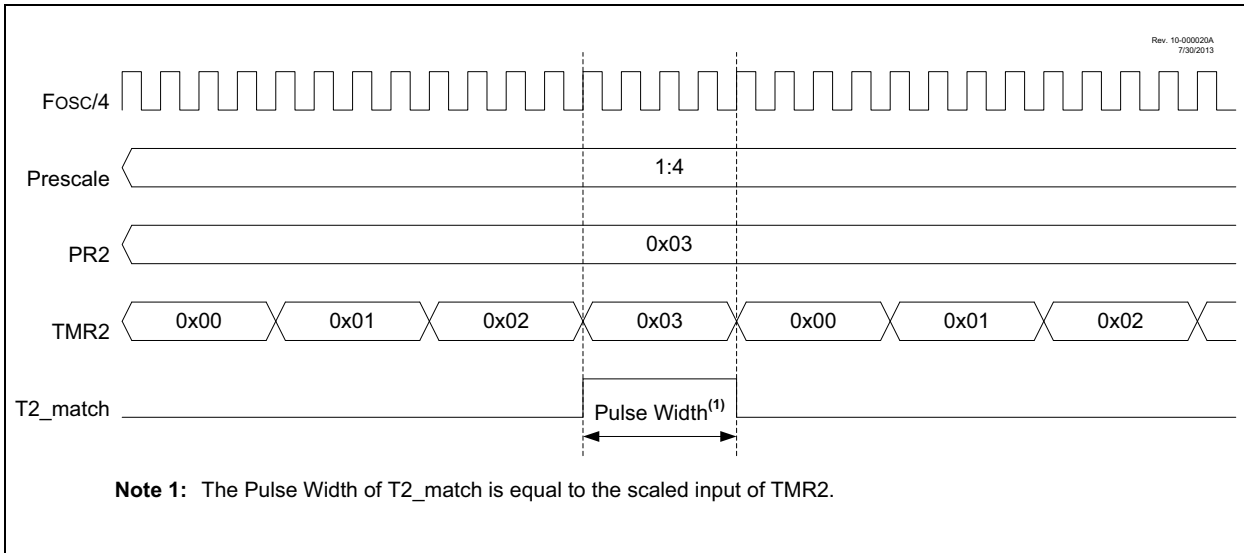 Rev. 10-000020A
7/30/2013
Fosc/4
Prescale
1:4
PR2
0x03
TMR2
0x00 0x01 0x02 0x03 0x00 0x01 0x02
T2_match
Pulse Width(1)
Note 1: The Pulse Width of T2_match is equal to the scaled input of TMR2.